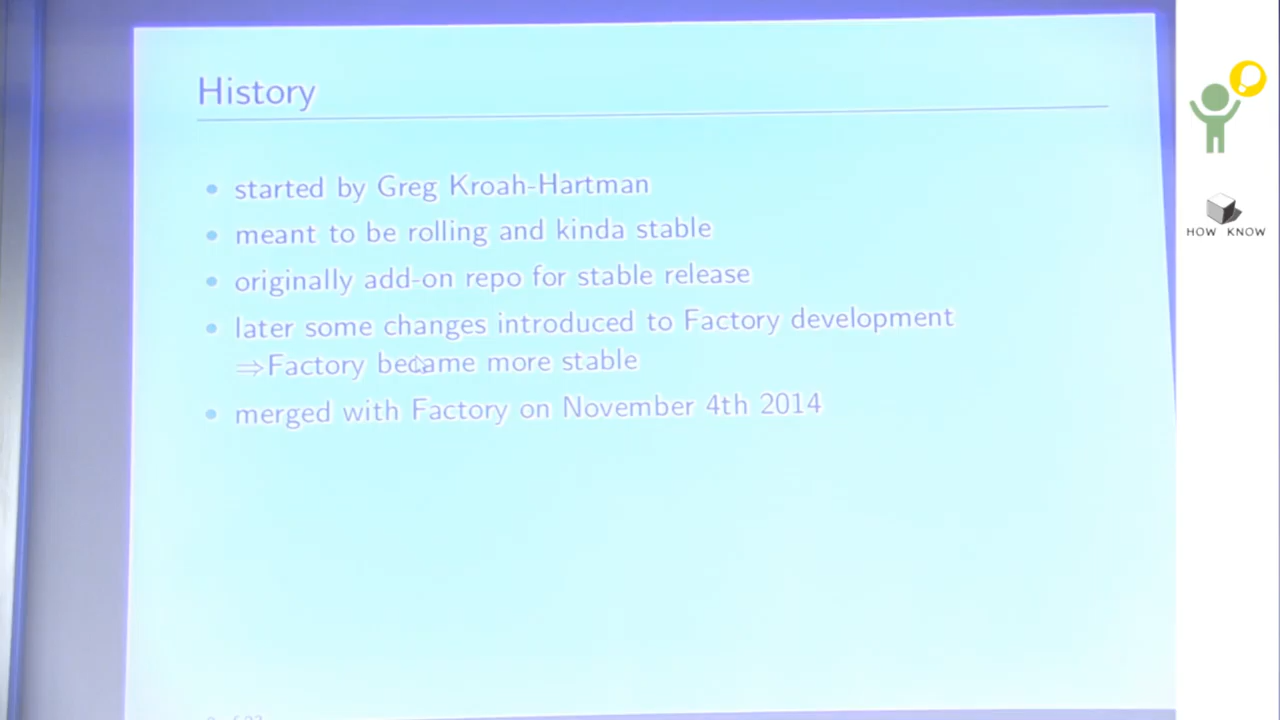 History
started by Greg Kroah-Hartman
meant to be rolling and kinda stable
originally add-on repo for stable release
later some changes introduced to Factory development
⇒Factory became more stable
merged with Factory on November 4th 2014
HOW KNOW